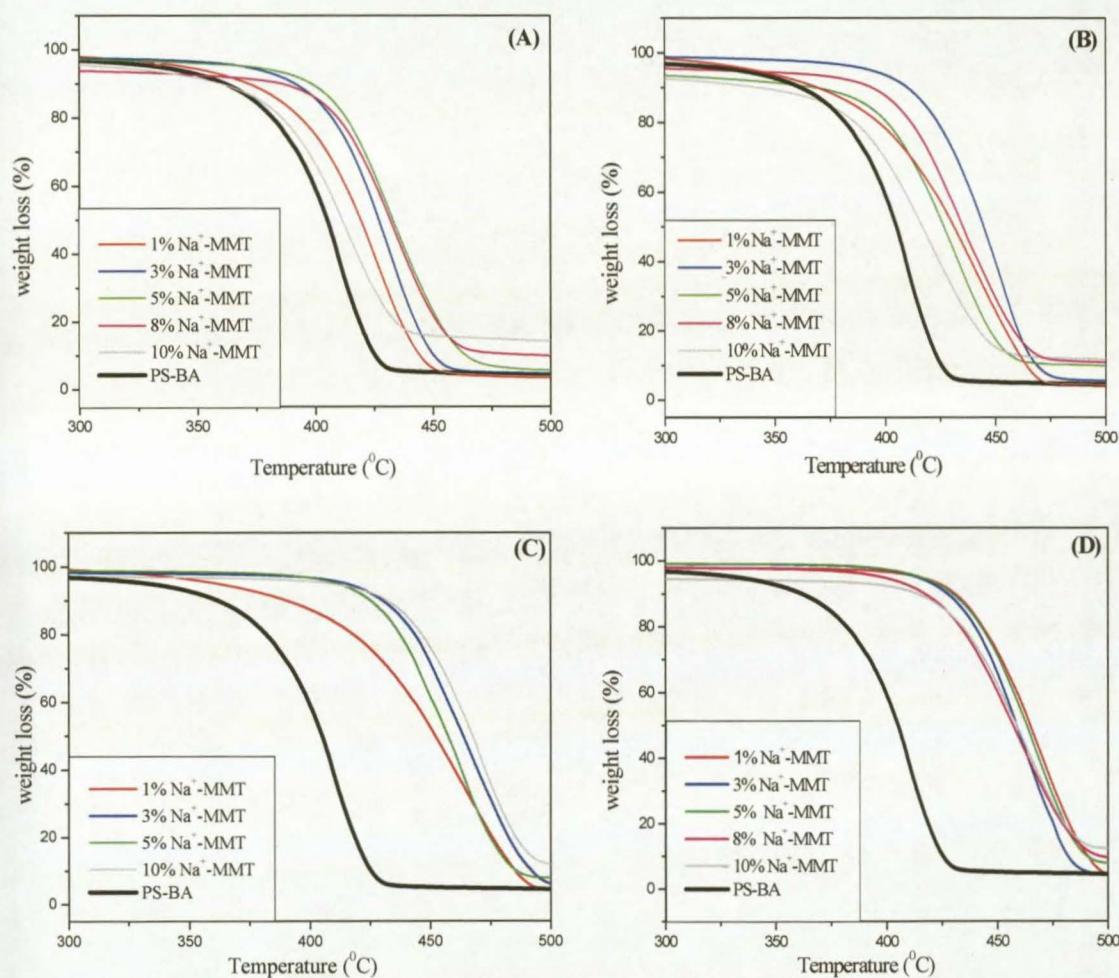 (A)
weight loss (%)
100
80
60
40
20
0
1% Na⁺-MMT
3% Na⁺-MMT
5% Na⁺-MMT
8% Na⁺-MMT
10% Na⁺-MMT
PS-BA
300
350
400
450
500
Temperature (⁰C)
(B)
weight loss (%)
100
80
60
40
20
0
1% Na⁺-MMT
3% Na⁺-MMT
5% Na⁺-MMT
8% Na⁺-MMT
10% Na⁺-MMT
PS-BA
300
350
400
450
500
Temperature (⁰C)
(C)
weight loss (%)
100
80
60
40
20
0
1% Na⁺-MMT
3% Na⁺-MMT
5% Na⁺-MMT
10% Na⁺-MMT
PS-BA
300
350
400
450
500
Temperature (⁰C)
(D)
weight loss (%)
100
80
60
40
20
0
1% Na⁺-MMT
3% Na⁺-MMT
5% Na⁺-MMT
8% Na⁺-MMT
10% Na⁺-MMT
PS-BA
300
350
400
450
500
Temperature (⁰C)